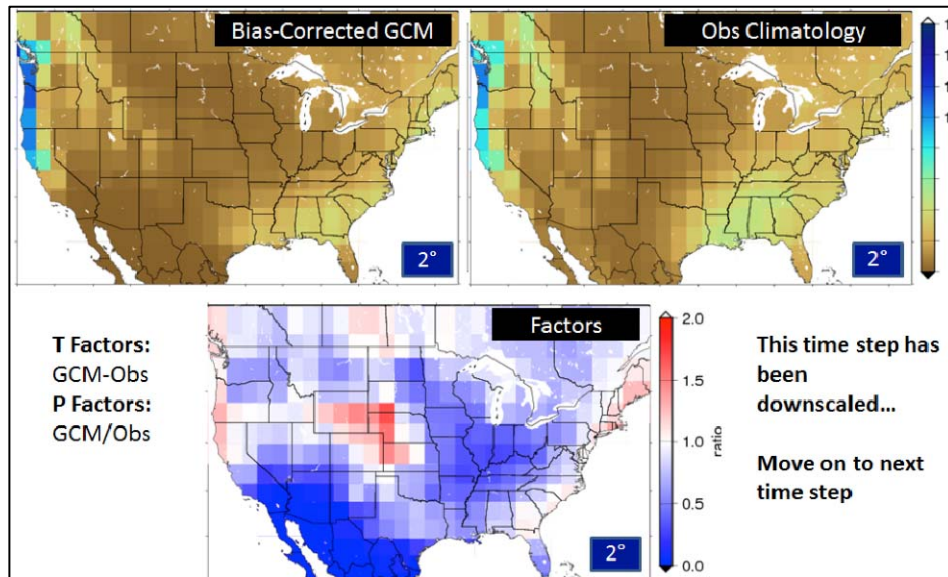 Bias-Corrected GCM
Obs Climatology
2°
2°
T Factors:
GCM-Obs
P Factors:
GCM/Obs
Factors
2.0
1.5
1.0
0.5
0.0
ratio
2°
This time step has
been
downscaled...
Move on to next
time step